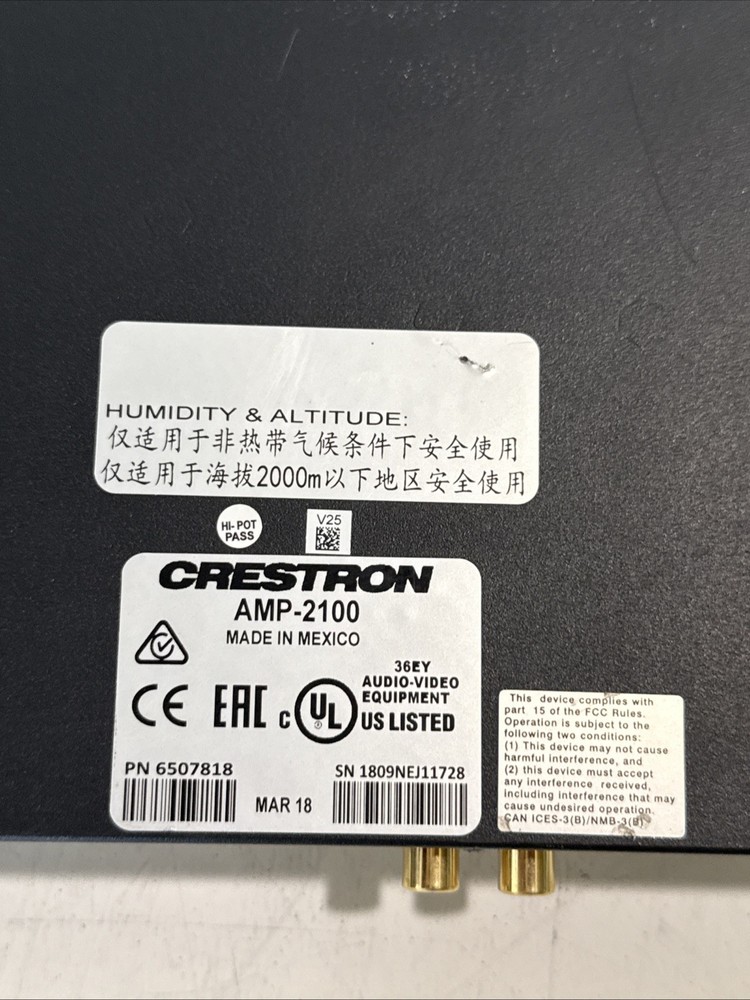 HUMIDITY & ALTITUDE:
仅适用于非热带气候条件下安全使用
仅适用于海拔2000m以下地区安全使用
HI-POT
PASS
V25
CRESTRON
AMP-2100
MADE IN MEXICO
36EY
AUDIO-VIDEO
EQUIPMENT
CE EAC c UL US LISTED
PN 6507818
SN 1809NEJ11728
MAR 18
This device complies with
part 15 of the FCC Rules.
Operation is subject to the
following two conditions:
(1) This device may not cause
harmful interference, and
(2) this device must accept
any interference received,
including interference that may
cause undesired operation.
CAN ICES-3(B)/NMB-3(B)